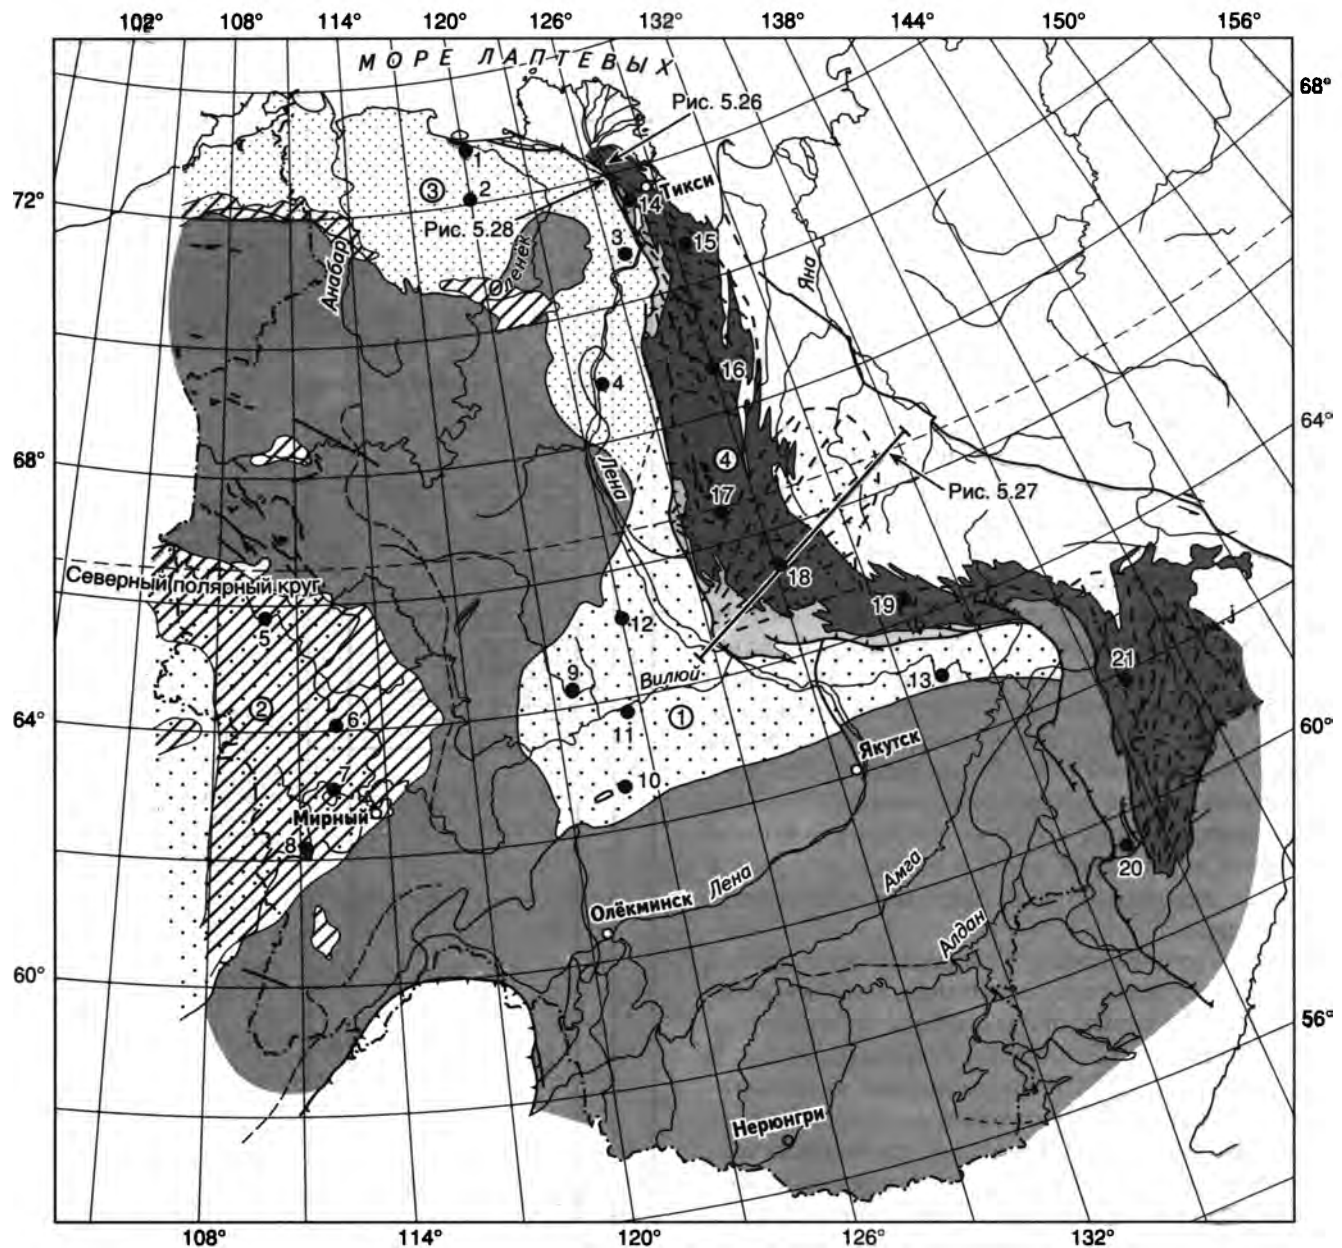 102° 108° 114° 120° 126° 132° 138° 144° 150° 156°
МОРЕ ЛАПТЕВЫХ
68°
Рис. 5.26
1
72°
3
2
Тикси
14
Рис. 5.28
15
3
Анабар
Оленёк
Яна
16
4
64°
68°
Лена
4
17
Рис. 5.27
Северный полярный круг
18
5
12
19
21
9
Вилюй
13
2
6
1
60°
64°
11
Якутск
7
10
Мирный
8
Лена
Амга
20
Олёкминск
Алдан
60°
56°
Нерюнгри
108° 114° 120° 126° 132°